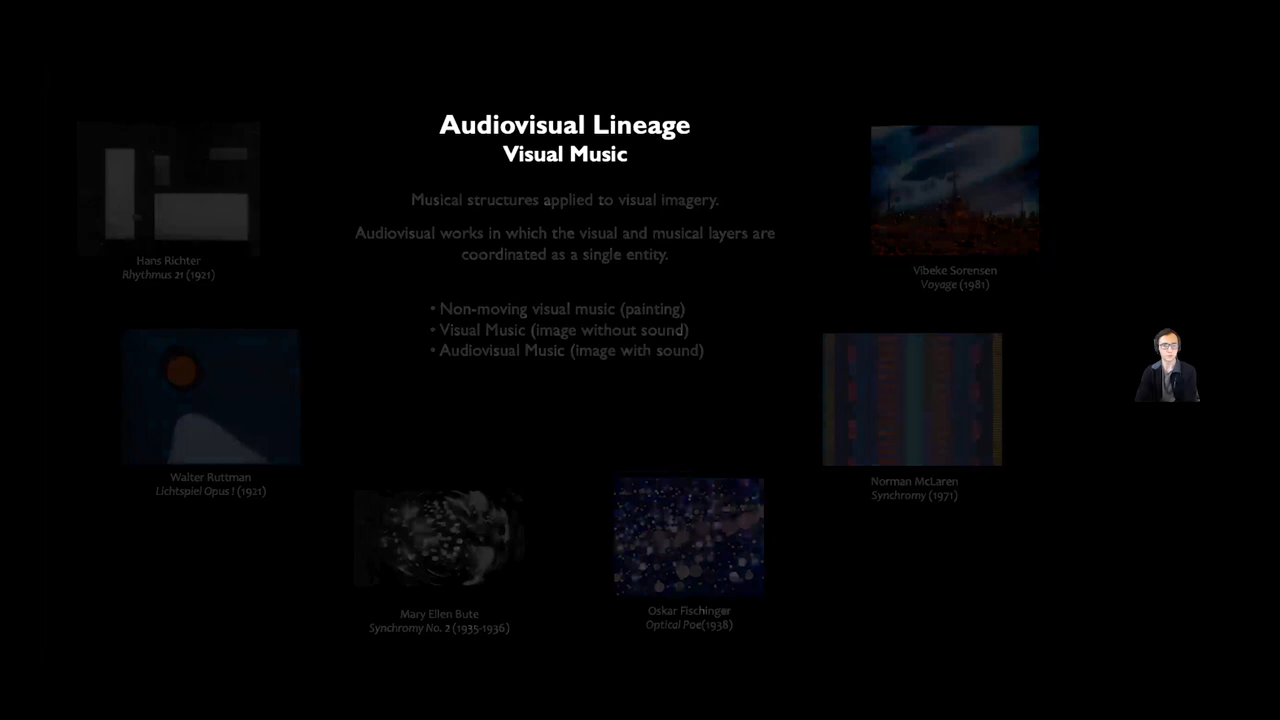 Audiovisual Lineage
Visual Music
Musical structures applied to visual imagery.
Audiovisual works in which the visual and musical layers are
coordinated as a single entity.
• Non-moving visual music (painting)
• Visual Music (image without sound)
• Audiovisual Music (image with sound)
Hans Richter
Rhythmus 21 (1921)
Walter Ruttman
Lichtspiel Opus I (1921)
Mary Ellen Bute
Synchromy No. 2 (1935-1936)
Oskar Fischinger
Optical Poe(1938)
Norman McLaren
Synchromy (1971)
Vibeke Sorensen
Voyage (1981)